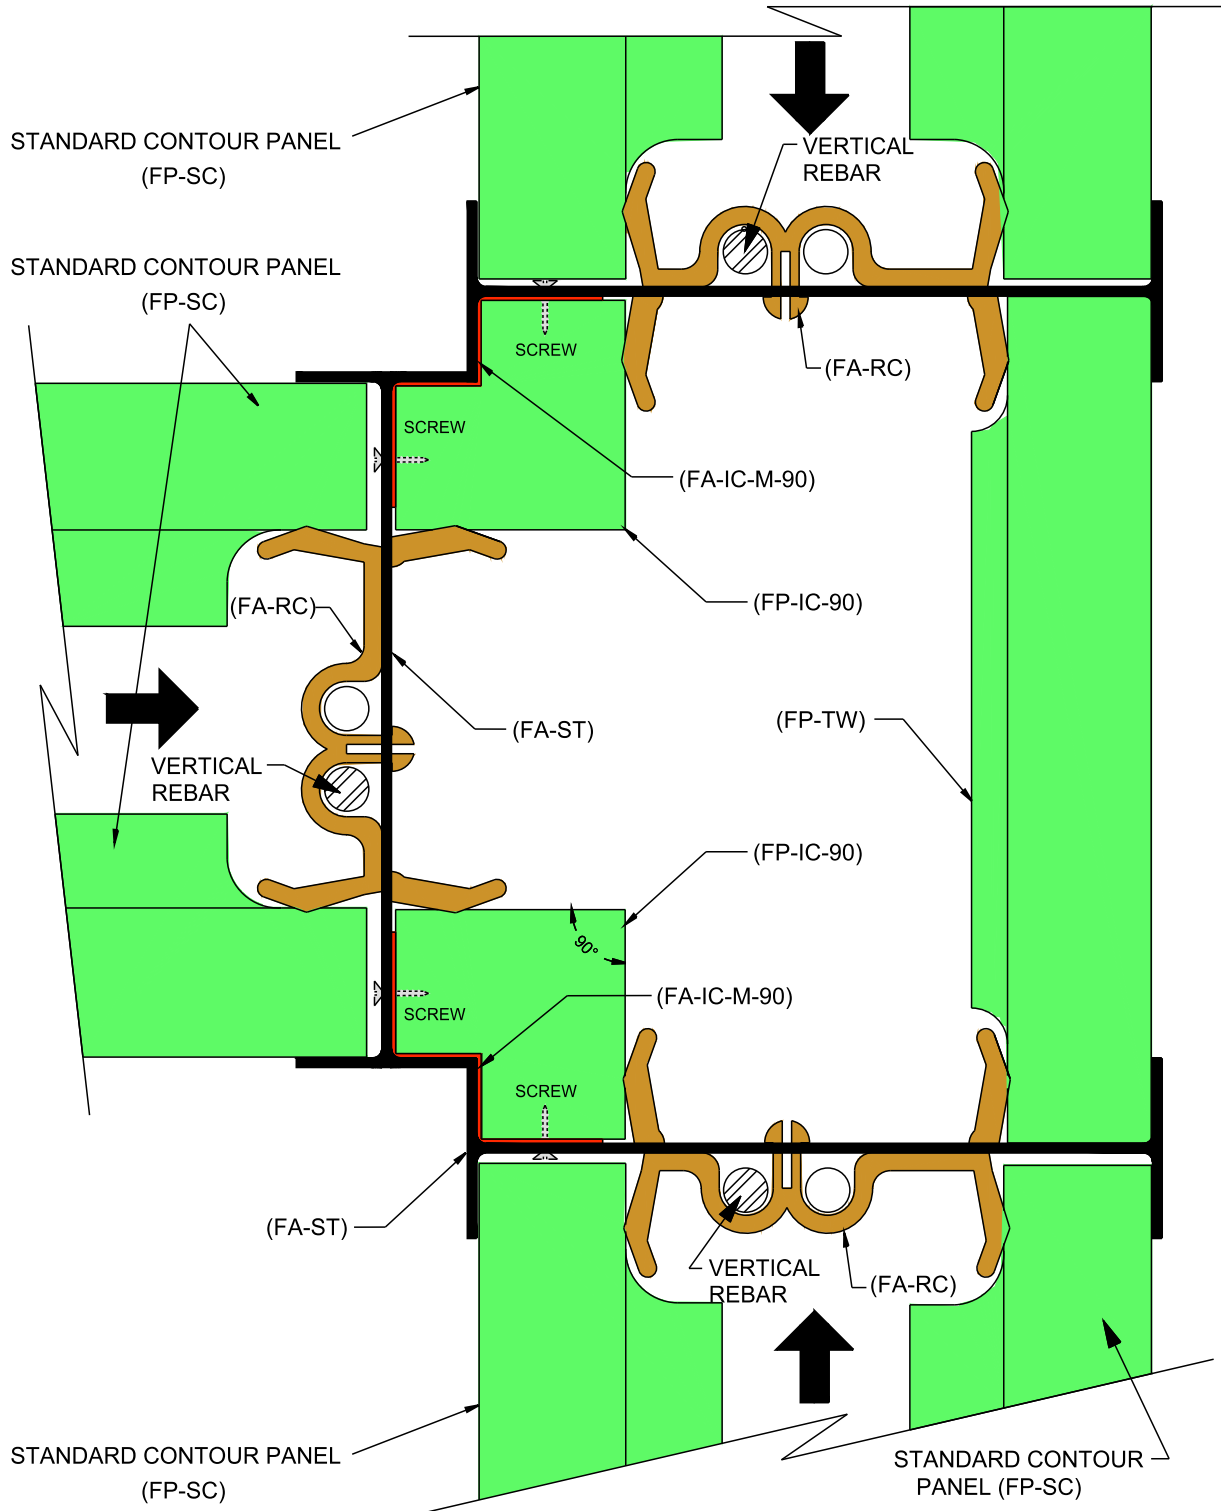 STANDARD CONTOUR PANEL
(FP-SC)
VERTICAL
REBAR
STANDARD CONTOUR PANEL
(FP-SC)
SCREW
(FA-RC)
SCREW
(FA-IC-M-90)
(FA-RC)
(FP-IC-90)
(FA-ST)
(FP-TW)
VERTICAL
REBAR
(FP-IC-90)
90°
(FA-IC-M-90)
SCREW
SCREW
(FA-ST)
VERTICAL
REBAR
(FA-RC)
STANDARD CONTOUR PANEL
(FP-SC)
STANDARD CONTOUR
PANEL (FP-SC)